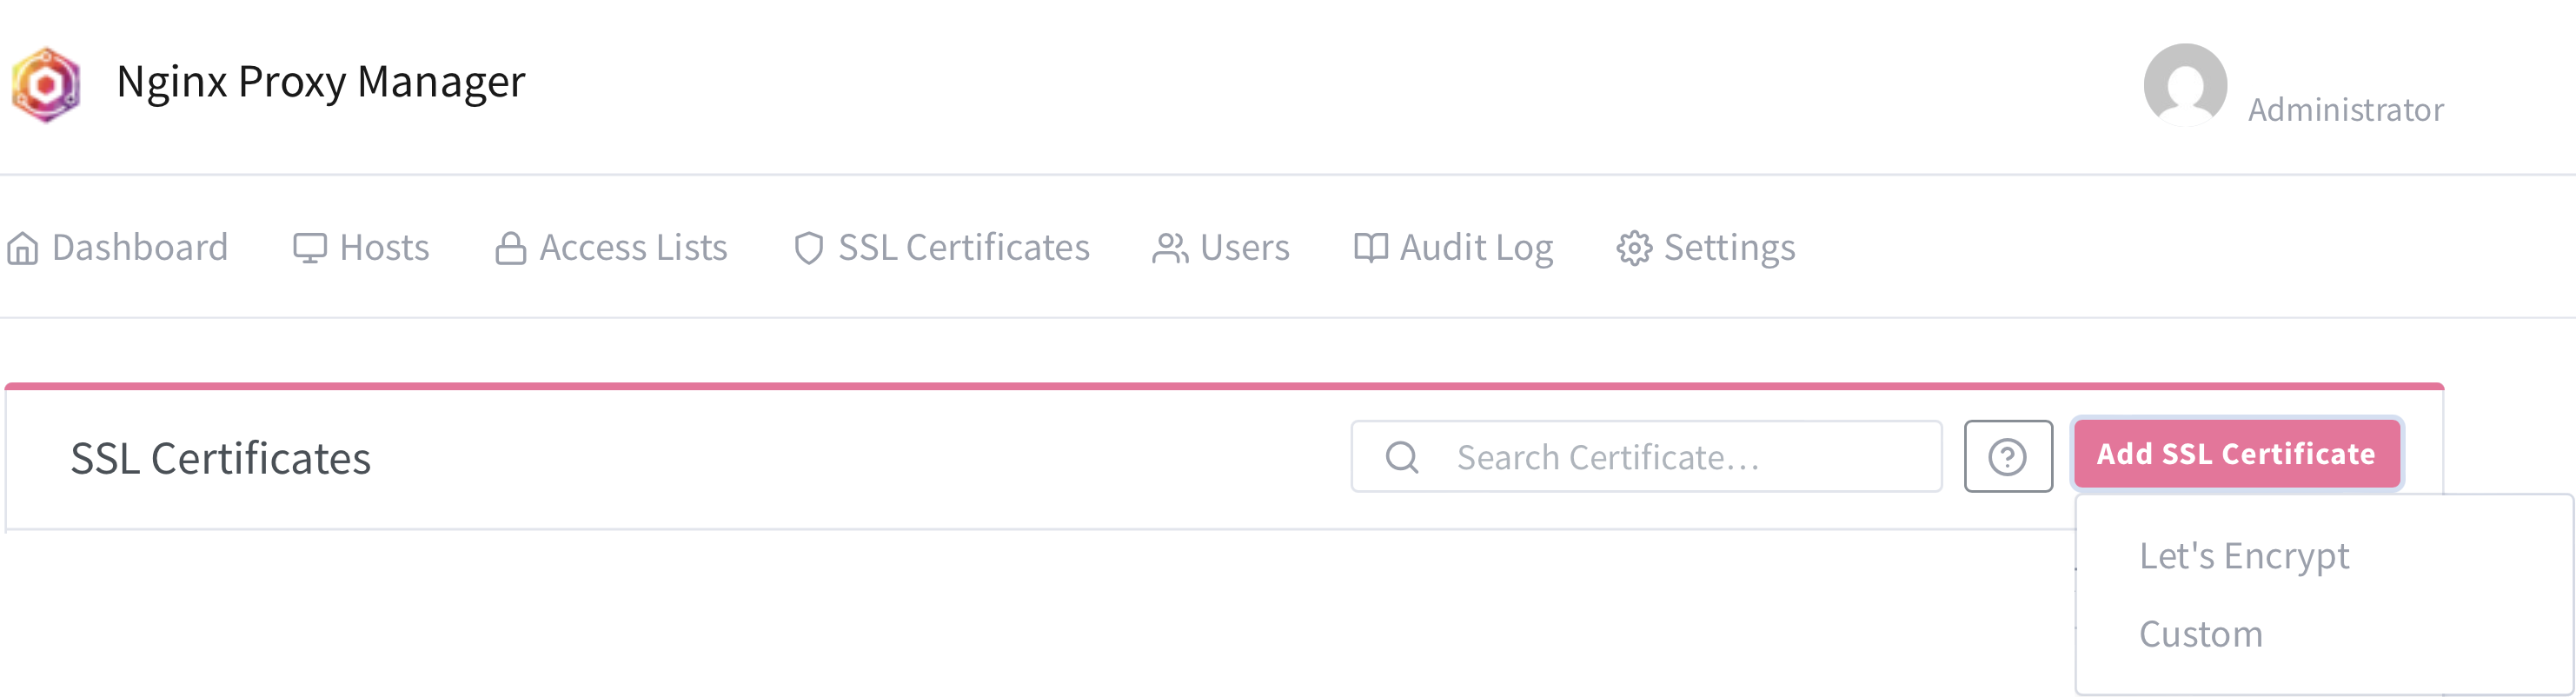 Nginx Proxy Manager
Administrator
Dashboard Hosts Access Lists SSL Certificates Users Audit Log Settings
SSL Certificates
Search Certificate…
Add SSL Certificate
Let's Encrypt
Custom